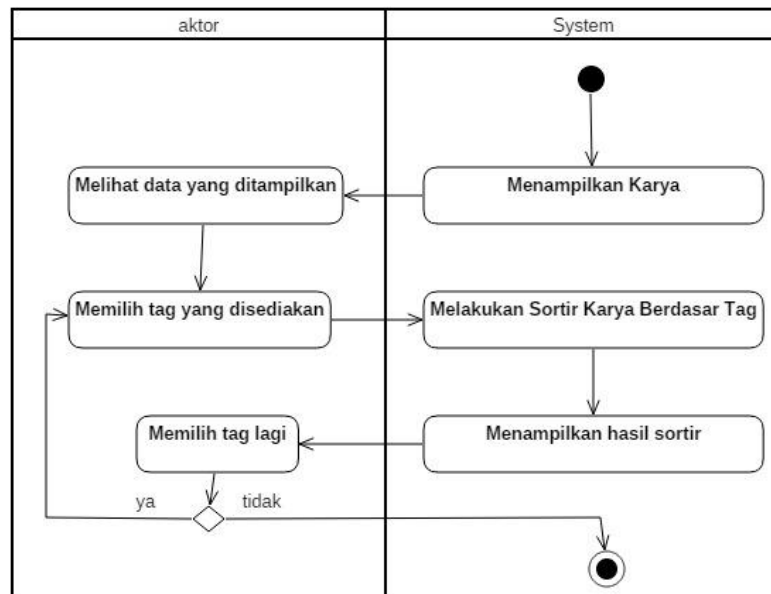 aktor
System
Melihat data yang ditampilkan
Menampilkan Karya
Memilih tag yang disediakan
Melakukan Sortir Karya Berdasar Tag
Memilih tag lagi
Menampilkan hasil sortir
ya
tidak